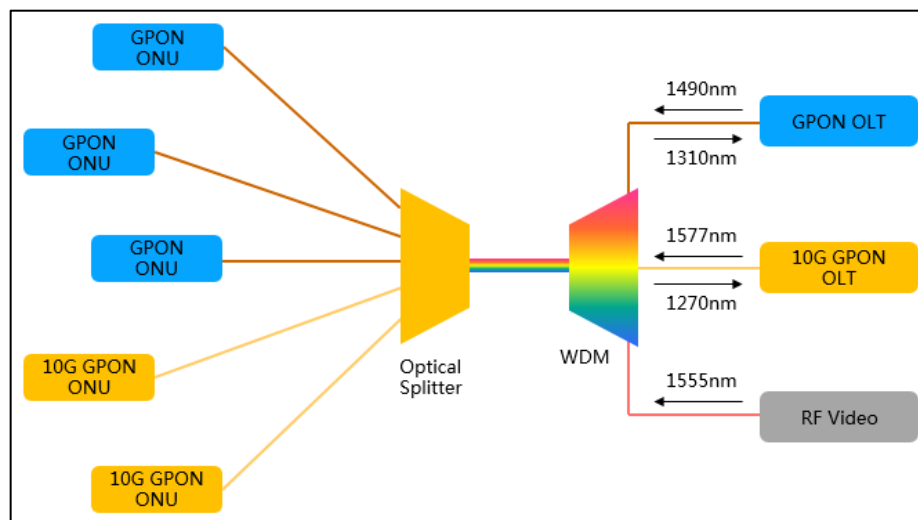 GPON
ONU
GPON
ONU
GPON
ONU
10G GPON
ONU
10G GPON
ONU
Optical
Splitter
WDM
1490nm
1310nm
GPON OLT
1577nm
1270nm
10G GPON
OLT
1555nm
RF Video